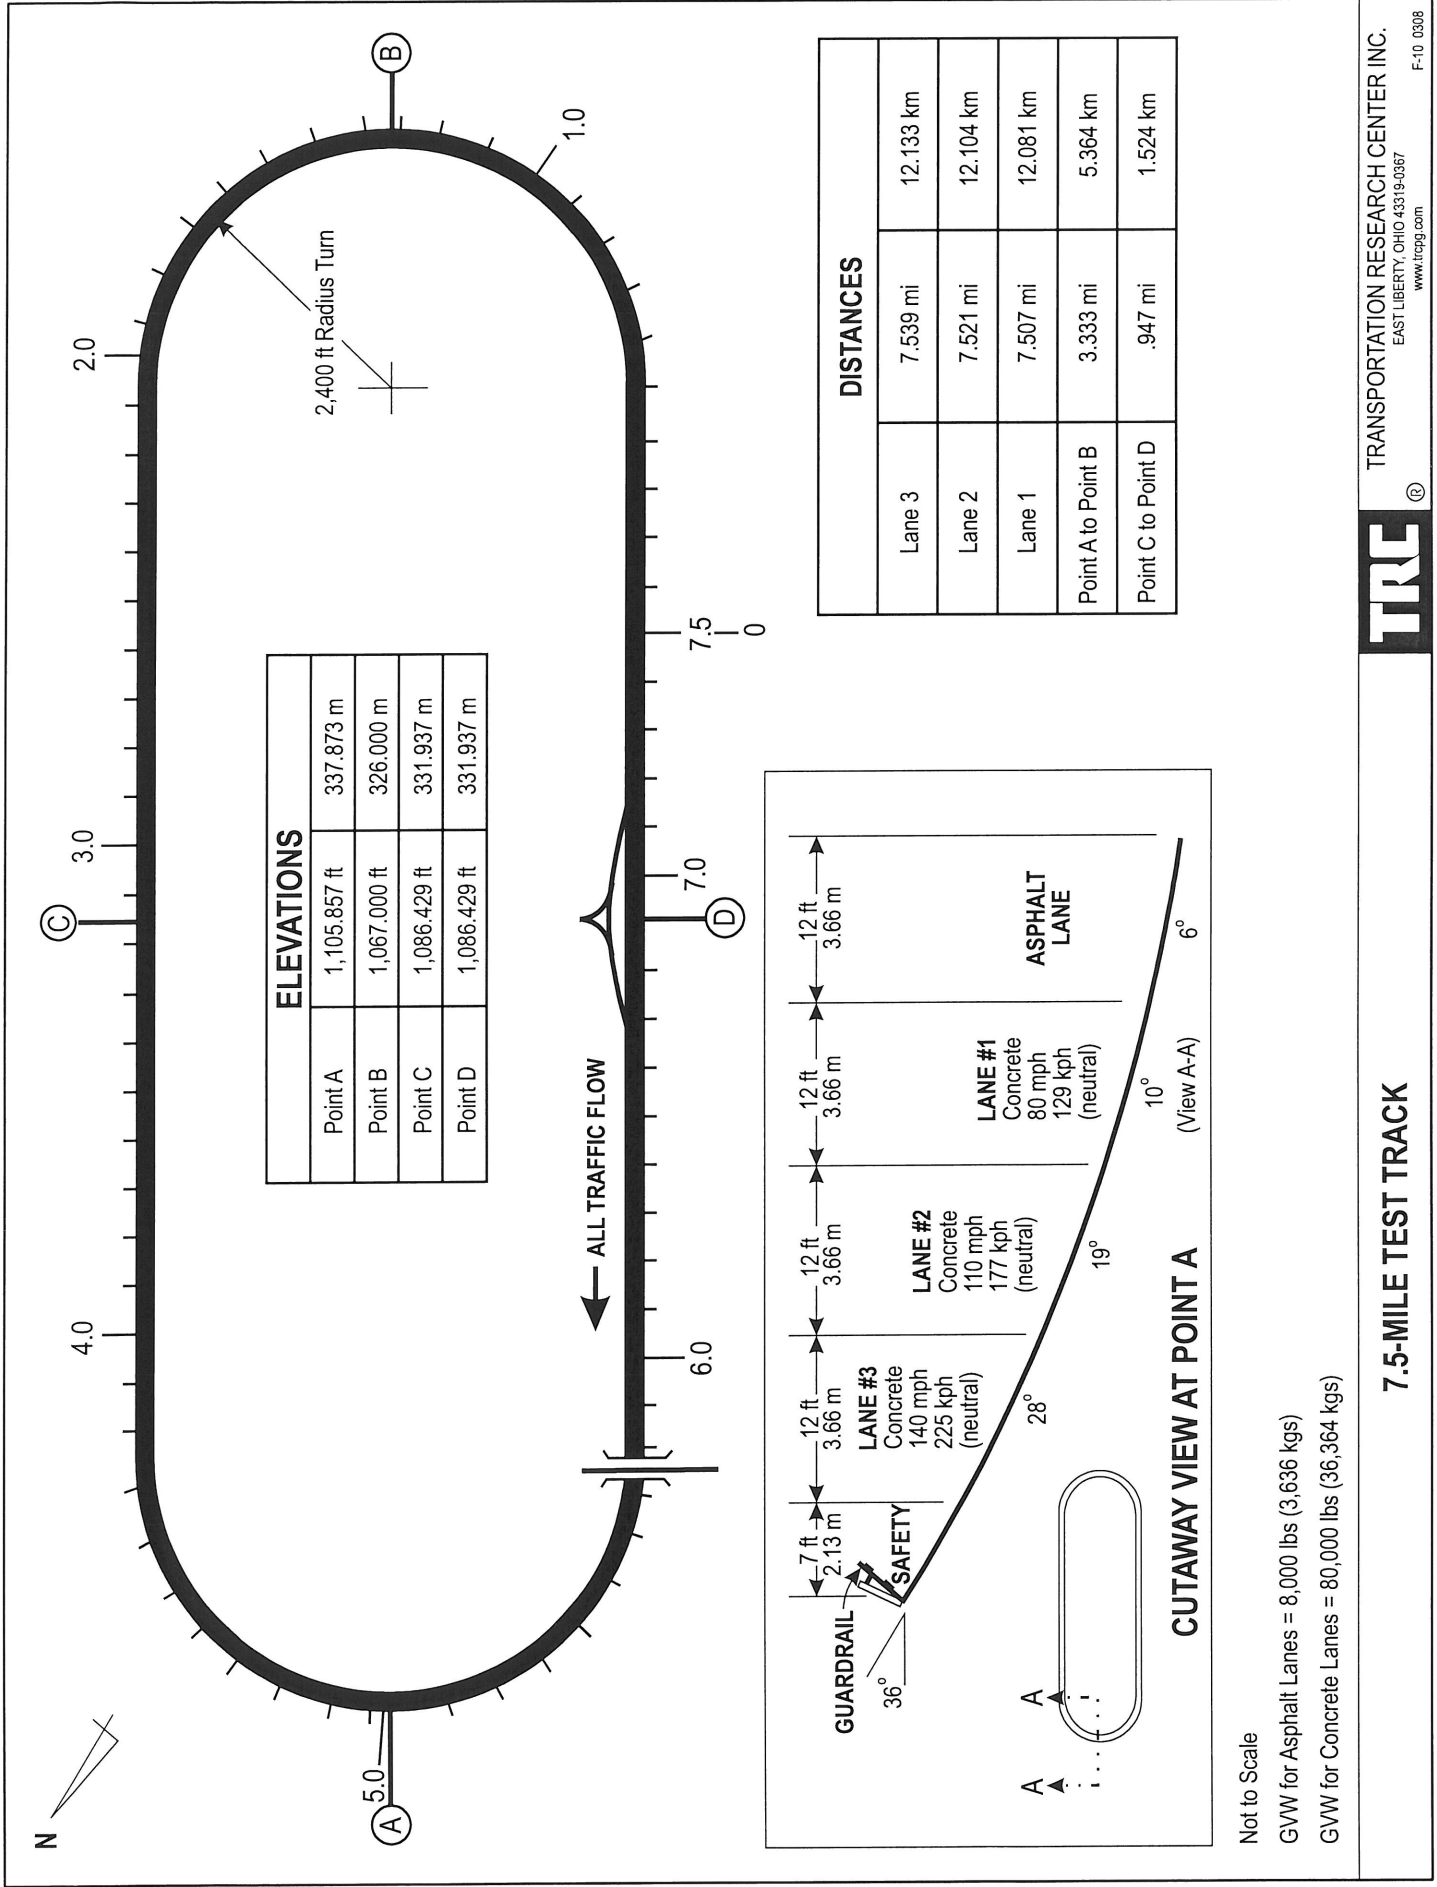 N
A
5.0
4.0
C
3.0
2.0
B
1.0
2,400 ft Radius Turn
ELEVATIONS
Point A 1,105.857 ft 337.873 m
Point B 1,067.000 ft 326.000 m
Point C 1,086.429 ft 331.937 m
Point D 1,086.429 ft 331.937 m
ALL TRAFFIC FLOW
6.0
D
7.0
7.5
0
GUARDRAIL
36°
7 ft
2.13 m
SAFETY
12 ft
3.66 m
LANE #3
Concrete
140 mph
225 kph
(neutral)
28°
12 ft
3.66 m
LANE #2
Concrete
110 mph
177 kph
(neutral)
19°
12 ft
3.66 m
LANE #1
Concrete
80 mph
129 kph
(neutral)
10°
(View A-A)
12 ft
3.66 m
ASPHALT
LANE
6°
A
A
CUTAWAY VIEW AT POINT A
DISTANCES
Lane 3 7.539 mi 12.133 km
Lane 2 7.521 mi 12.104 km
Lane 1 7.507 mi 12.081 km
Point A to Point B 3.333 mi 5.364 km
Point C to Point D .947 mi 1.524 km
Not to Scale
GVW for Asphalt Lanes = 8,000 lbs (3,636 kgs)
GVW for Concrete Lanes = 80,000 lbs (36,364 kgs)
7.5-MILE TEST TRACK
TRC ®
TRANSPORTATION RESEARCH CENTER INC.
EAST LIBERTY, OHIO 43319-0367
www.trcpg.com
F-10 0308